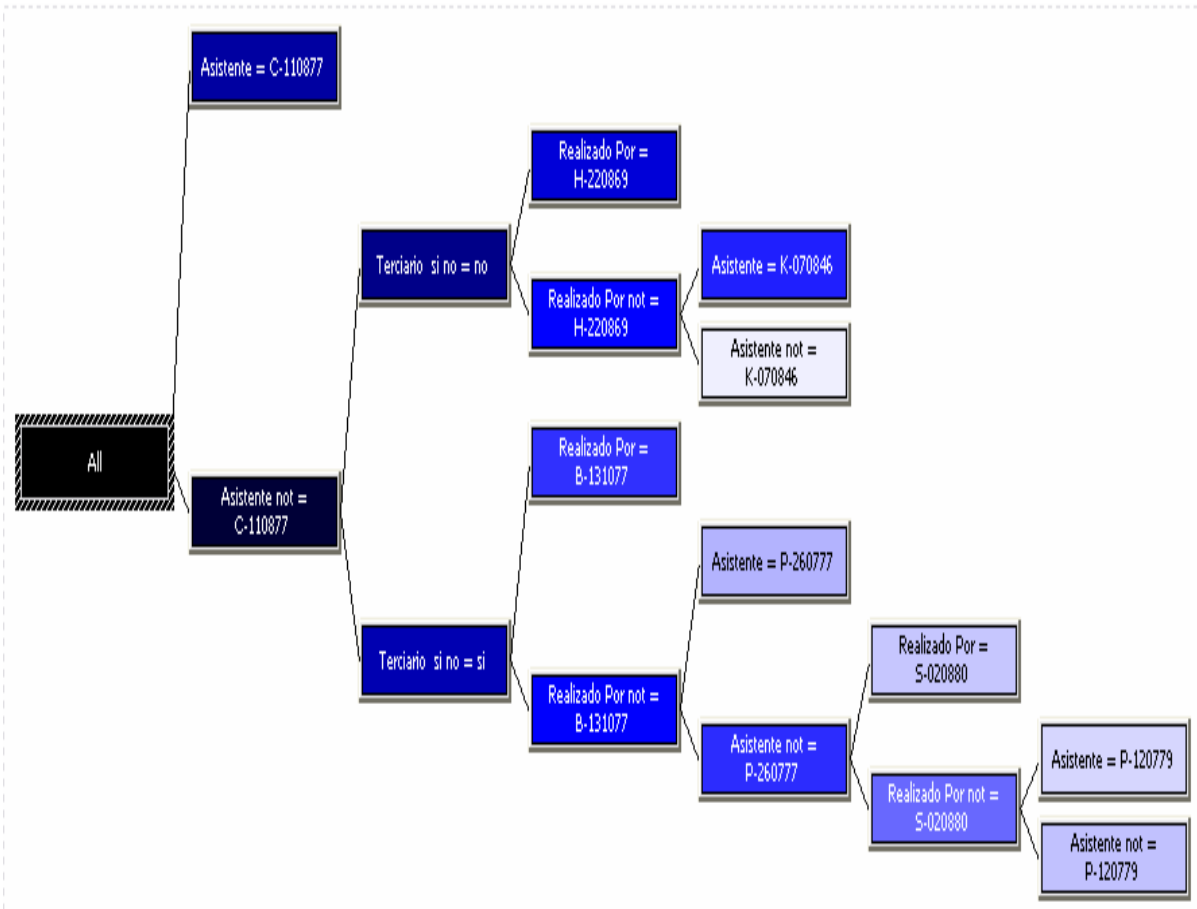 Asistente = C-110877
Realizado Por =
H-220869
Terciario si no = no
Asistente = K-070846
Realizado Por not =
H-220869
Asistente not =
K-070846
All
Realizado Por =
B-131077
Asistente not =
C-110877
Asistente = P-260777
Terciario si no = si
Realizado Por =
S-020880
Realizado Por not =
B-131077
Asistente not =
P-260777
Asistente = P-120779
Realizado Por not =
S-020880
Asistente not =
P-120779